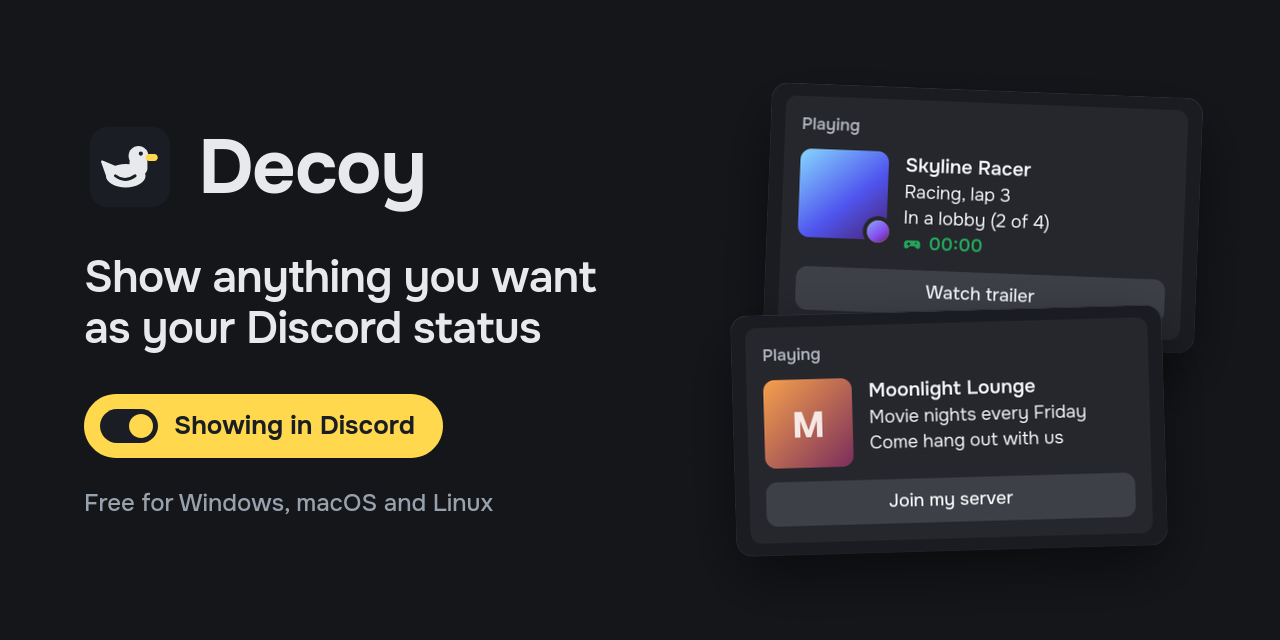 Decoy
Show anything you want
as your Discord status
Showing in Discord
Free for Windows, macOS and Linux
Playing
Skyline Racer
Racing, lap 3
In a lobby (2 of 4)
00:00
Watch trailer
Playing
M
Moonlight Lounge
Movie nights every Friday
Come hang out with us
Join my server